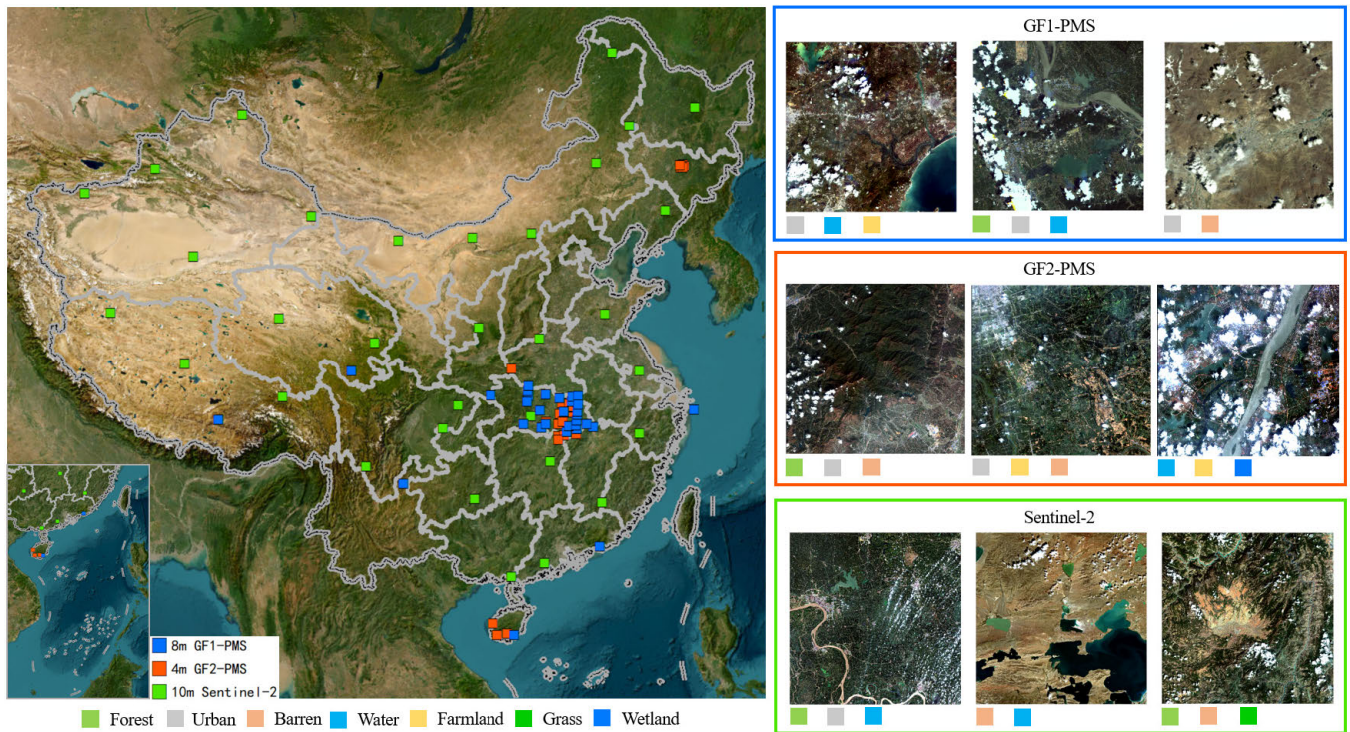 GF1-PMS
GF2-PMS
Sentinel-2
8m GF1-PMS
4m GF2-PMS
10m Sentinel-2
Forest Urban Barren Water Farmland Grass Wetland